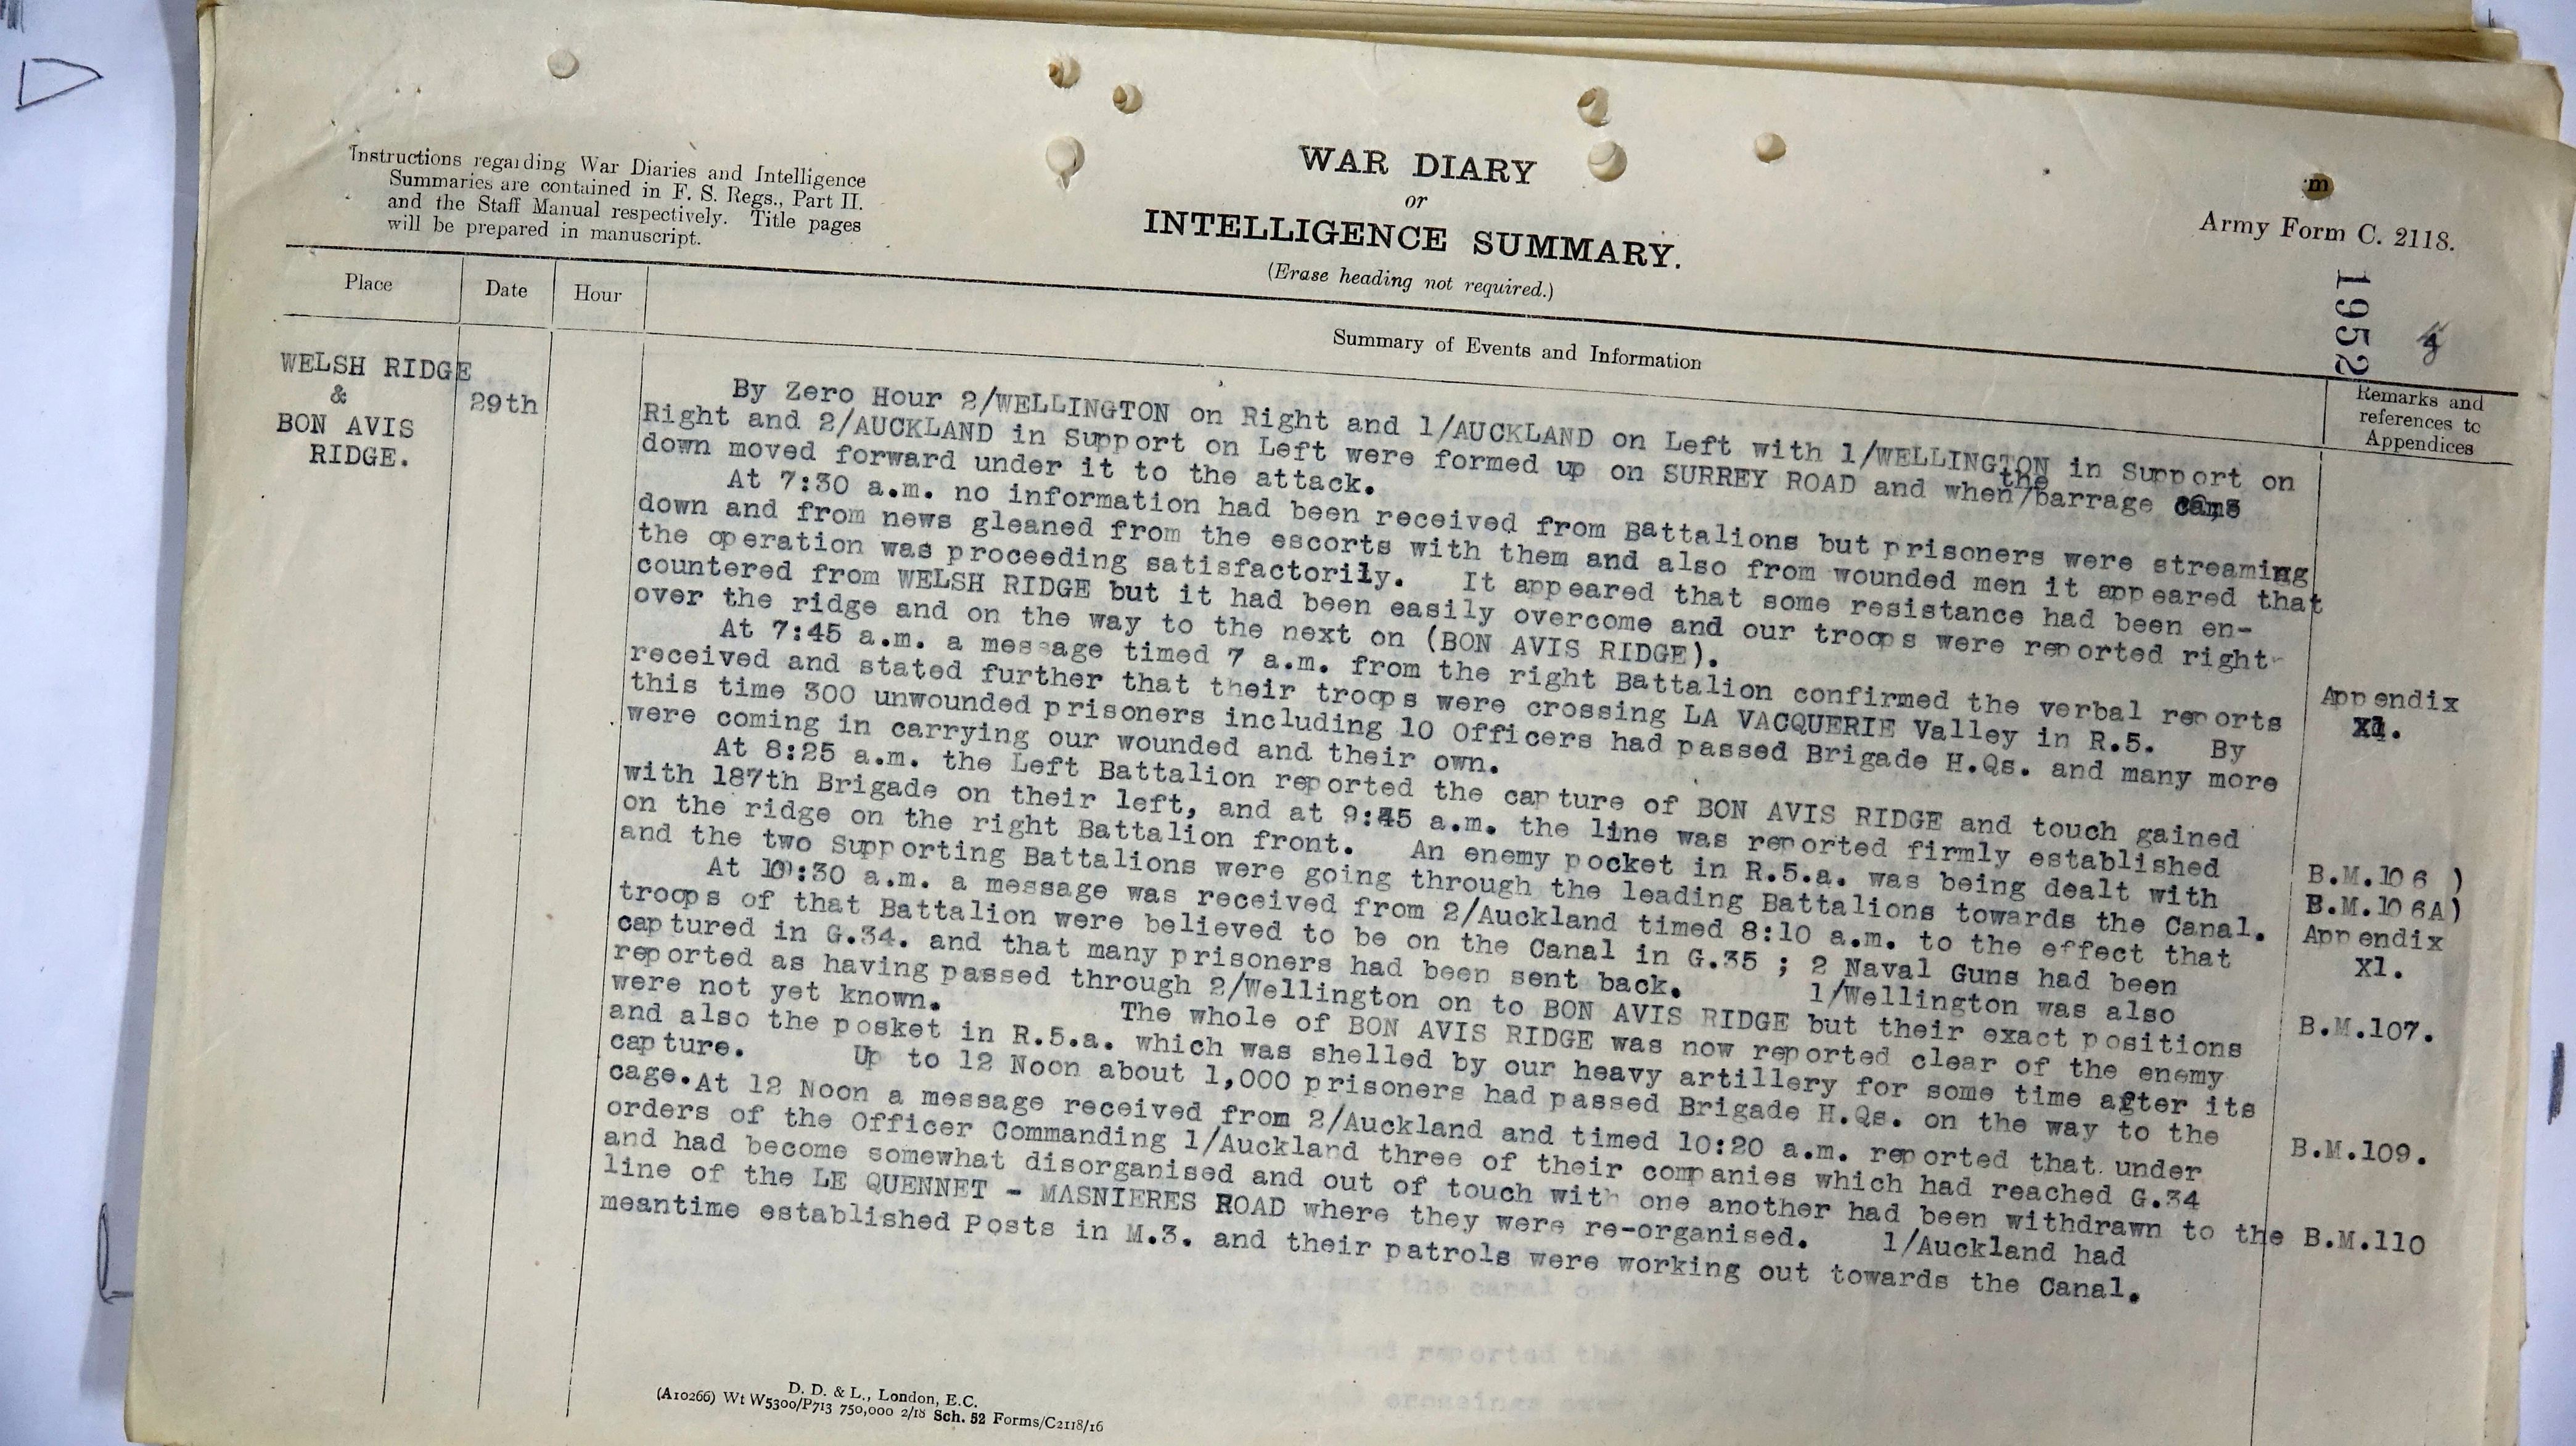 Instructions regarding War Diaries and Intelligence
Summaries are contained in F. S. Regs., Part II.
and the Staff Manual respectively. Title pages
will be prepared in manuscript.
WAR DIARY
or
INTELLIGENCE SUMMARY.
(Erase heading not required.)
Army Form C. 2118.
1952
Place
Date
Hour
Summary of Events and Information
Remarks and
references to
Appendices
WELSH RIDGE
&
BON AVIS
RIDGE.
29th
By Zero Hour 2/WELLINGTON on Right and 1/AUCKLAND on Left with 1/WELLINGTON in Support on
Right and 2/AUCKLAND in Support on Left were formed up on SURREY ROAD and when/the barrage came
down moved forward under it to the attack.
At 7:30 a.m. no information had been received from Battalions but prisoners were streaming
down and from news gleaned from the escorts with them and also from wounded men it appeared that
the operation was proceeding satisfactorily. It appeared that some resistance had been en-
countered from WELSH RIDGE but it had been easily overcome and our troops were reported right
over the ridge and on the way to the next on (BON AVIS RIDGE).
At 7:45 a.m. a message timed 7 a.m. from the right Battalion confirmed the verbal reports
received and stated further that their troops were crossing LA VACQUERIE Valley in R.5. By
this time 300 unwounded prisoners including 10 Officers had passed Brigade H.Qs. and many more
were coming in carrying our wounded and their own.
At 8:25 a.m. the Left Battalion reported the capture of BON AVIS RIDGE and touch gained
with 187th Brigade on their left, and at 9:45 a.m. the line was reported firmly established
on the ridge on the right Battalion front. An enemy pocket in R.5.a. was being dealt with
and the two Supporting Battalions were going through the leading Battalions towards the Canal.
At 10:30 a.m. a message was received from 2/Auckland timed 8:10 a.m. to the effect that
troops of that Battalion were believed to be on the Canal in G.35 ; 2 Naval Guns had been
captured in G.34. and that many prisoners had been sent back. 1/Wellington was also
reported as having passed through 2/Wellington on to BON AVIS RIDGE but their exact positions
were not yet known. The whole of BON AVIS RIDGE was now reported clear of the enemy
and also the posket in R.5.a. which was shelled by our heavy artillery for some time after its
capture. Up to 12 Noon about 1,000 prisoners had passed Brigade H.Qs. on the way to the
cage. At 12 Noon a message received from 2/Auckland and timed 10:20 a.m. reported that under
orders of the Officer Commanding 1/Auckland three of their companies which had reached G.34
and had become somewhat disorganised and out of touch with one another had been withdrawn to the
line of the LE QUENNET - MASNIERES ROAD where they were re-organised. 1/Auckland had
meantime established Posts in M.3. and their patrols were working out towards the Canal.
Appendix
X1.
B.M.106 )
B.M.106A)
Appendix
X1.
B.M.107.
B.M.109.
B.M.110
D. D. & L., London, E.C.
(A10266) Wt W5300/P713 750,000 2/18 Sch. 52 Forms/C2118/16